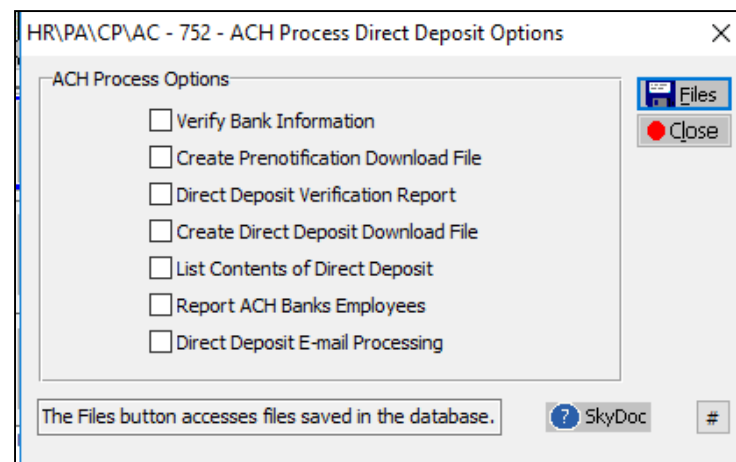 HR\PA\CP\AC - 752 - ACH Process Direct Deposit Options
ACH Process Options
Files
Verify Bank Information
Close
Create Prenotification Download File
Direct Deposit Verification Report
Create Direct Deposit Download File
List Contents of Direct Deposit
Report ACH Banks Employees
Direct Deposit E-mail Processing
The Files button accesses files saved in the database.
? SkyDoc
#